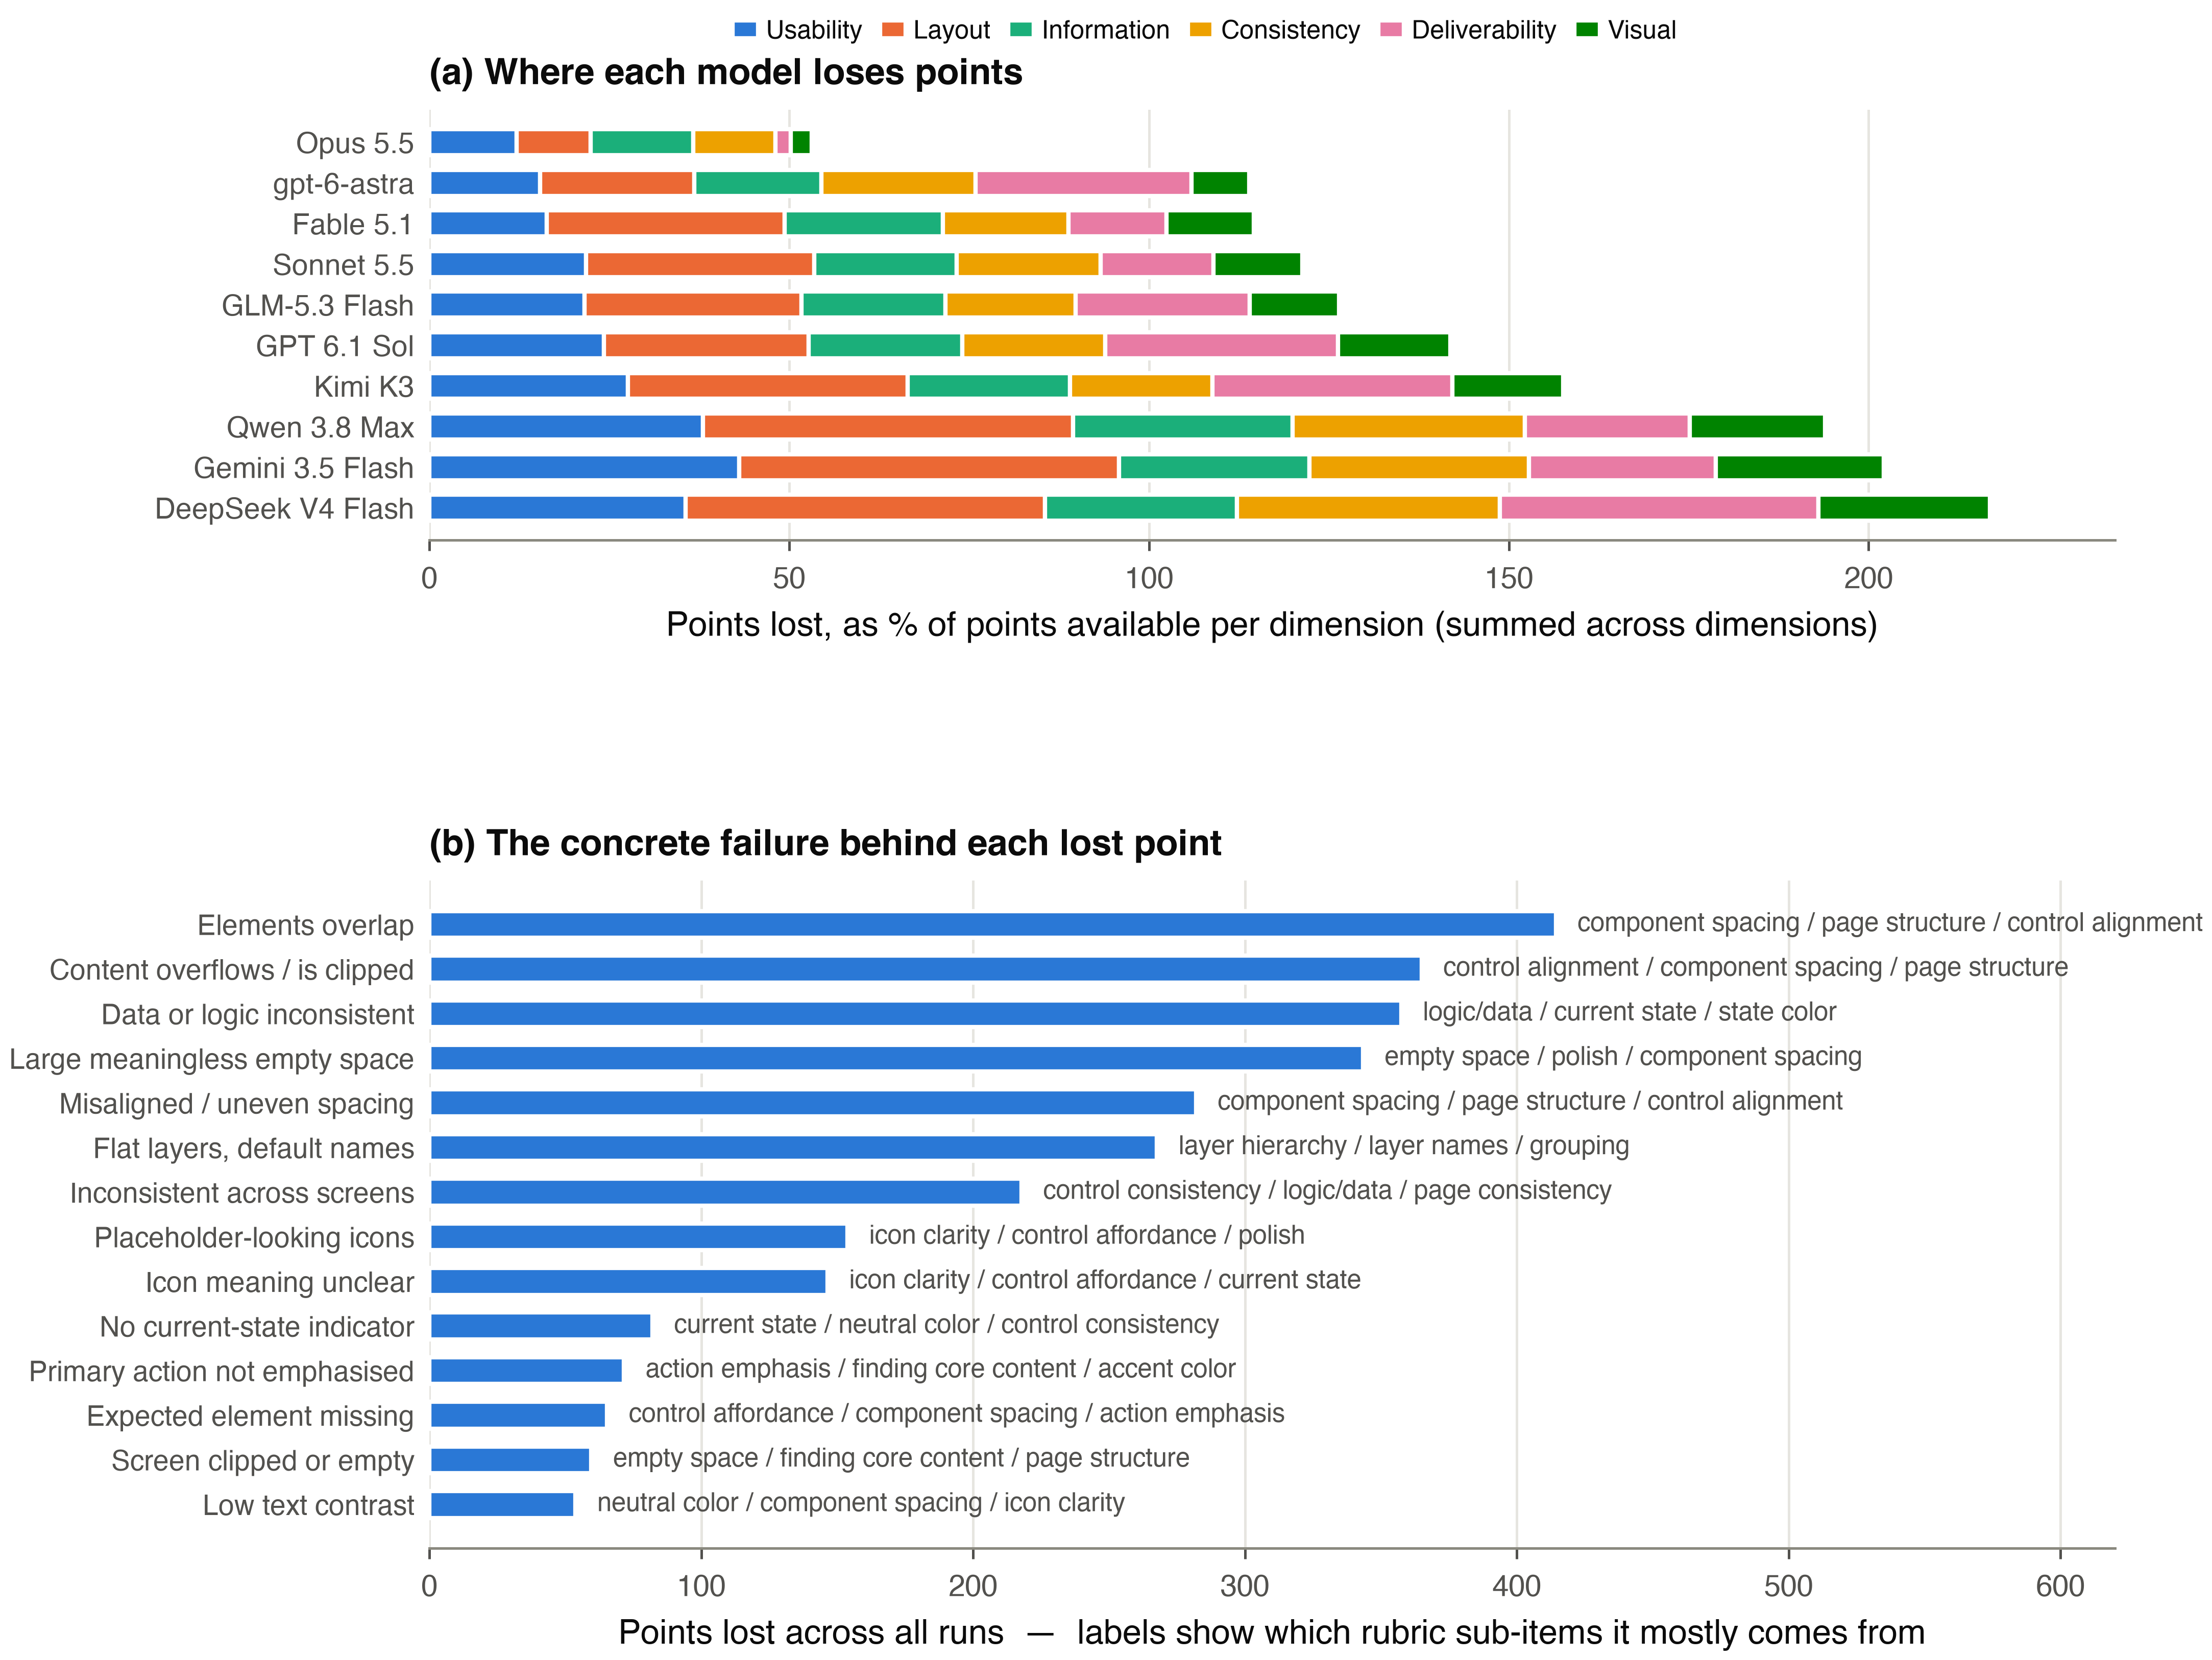 Usability Layout Information Consistency Deliverability Visual
(a) Where each model loses points
Opus 5.5
gpt-6-astra
Fable 5.1
Sonnet 5.5
GLM-5.3 Flash
GPT 6.1 Sol
Kimi K3
Qwen 3.8 Max
Gemini 3.5 Flash
DeepSeek V4 Flash
0 50 100 150 200
Points lost, as % of points available per dimension (summed across dimensions)
(b) The concrete failure behind each lost point
Elements overlap component spacing / page structure / control alignment
Content overflows / is clipped control alignment / component spacing / page structure
Data or logic inconsistent logic/data / current state / state color
Large meaningless empty space empty space / polish / component spacing
Misaligned / uneven spacing component spacing / page structure / control alignment
Flat layers, default names layer hierarchy / layer names / grouping
Inconsistent across screens control consistency / logic/data / page consistency
Placeholder-looking icons icon clarity / control affordance / polish
Icon meaning unclear icon clarity / control affordance / current state
No current-state indicator current state / neutral color / control consistency
Primary action not emphasised action emphasis / finding core content / accent color
Expected element missing control affordance / component spacing / action emphasis
Screen clipped or empty empty space / finding core content / page structure
Low text contrast neutral color / component spacing / icon clarity
0 100 200 300 400 500 600
Points lost across all runs — labels show which rubric sub-items it mostly comes from